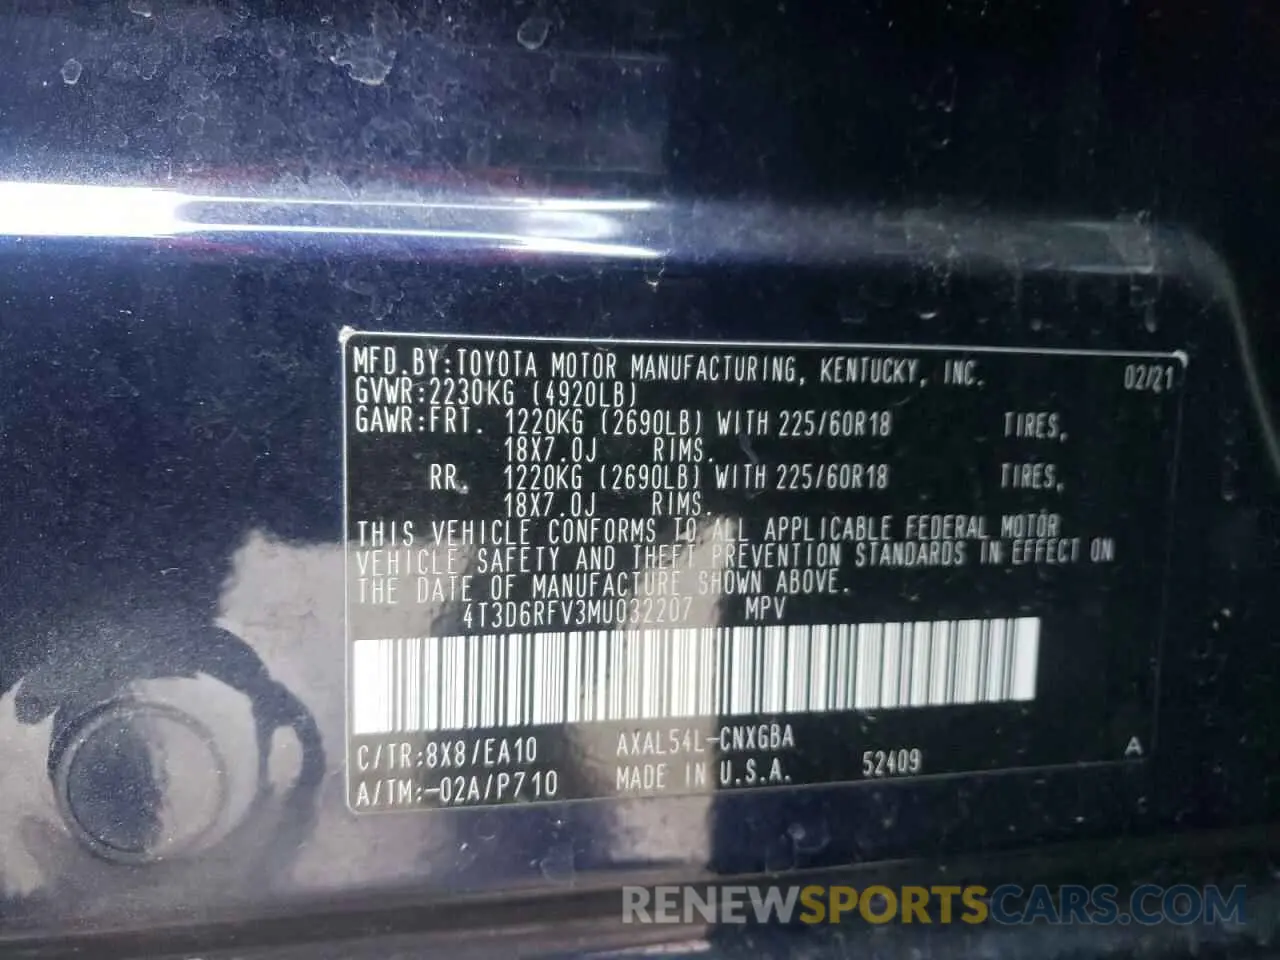 MFD.BY:TOYOTA MOTOR MANUFACTURING, KENTUCKY, INC. 02/21
GVWR:2230KG (4920LB)
GAWR:FRT. 1220KG (2690LB) WITH 225/60R18 TIRES,
18X7.0J RIMS.
RR. 1220KG (2690LB) WITH 225/60R18 TIRES,
18X7.0J RIMS.
THIS VEHICLE CONFORMS TO ALL APPLICABLE FEDERAL MOTOR
VEHICLE SAFETY AND THEFT PREVENTION STANDARDS IN EFFECT ON
THE DATE OF MANUFACTURE SHOWN ABOVE.
4T3D6RFV3MU032207 MPV
C/TR:8X8/EA10 AXAL54L-CNXGBA A
A/TM:-02A/P710 MADE IN U.S.A. 52409
RENEWSPORTSCARS.COM